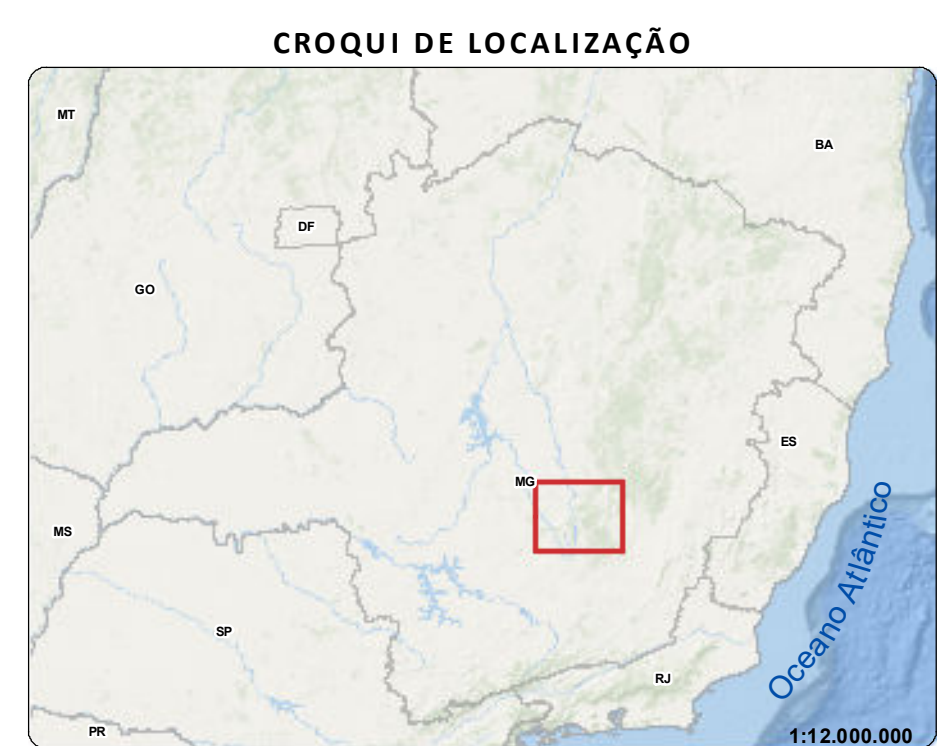 CROQUI DE LOCALIZAÇÃO
MT
BA
DF
GO
ES
MG
MS
Oceano Atlântico
SP
RJ
PR
1:12.000.000